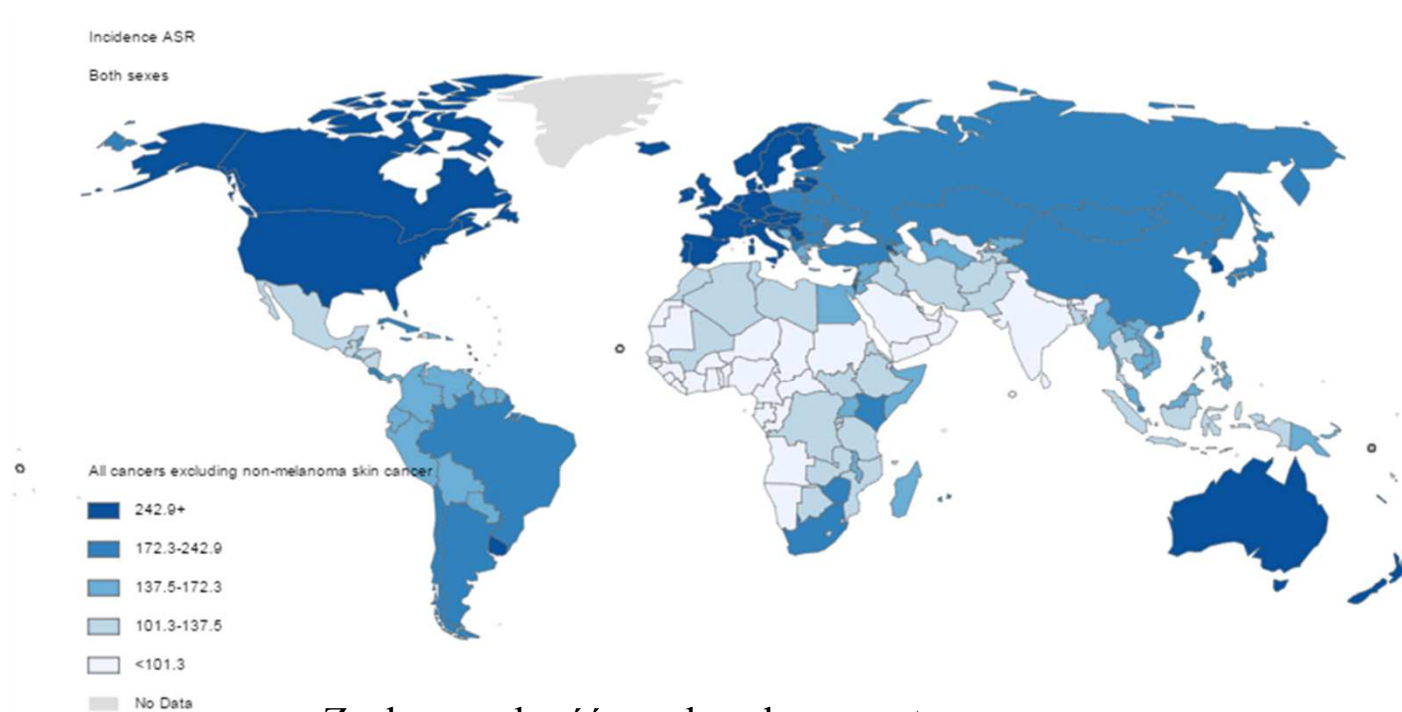 Incidence ASR
Both sexes
All cancers excluding non-melanoma skin cancer
242.9+
172.3-242.9
137.5-172.3
101.3-137.5
<101.3
No Data